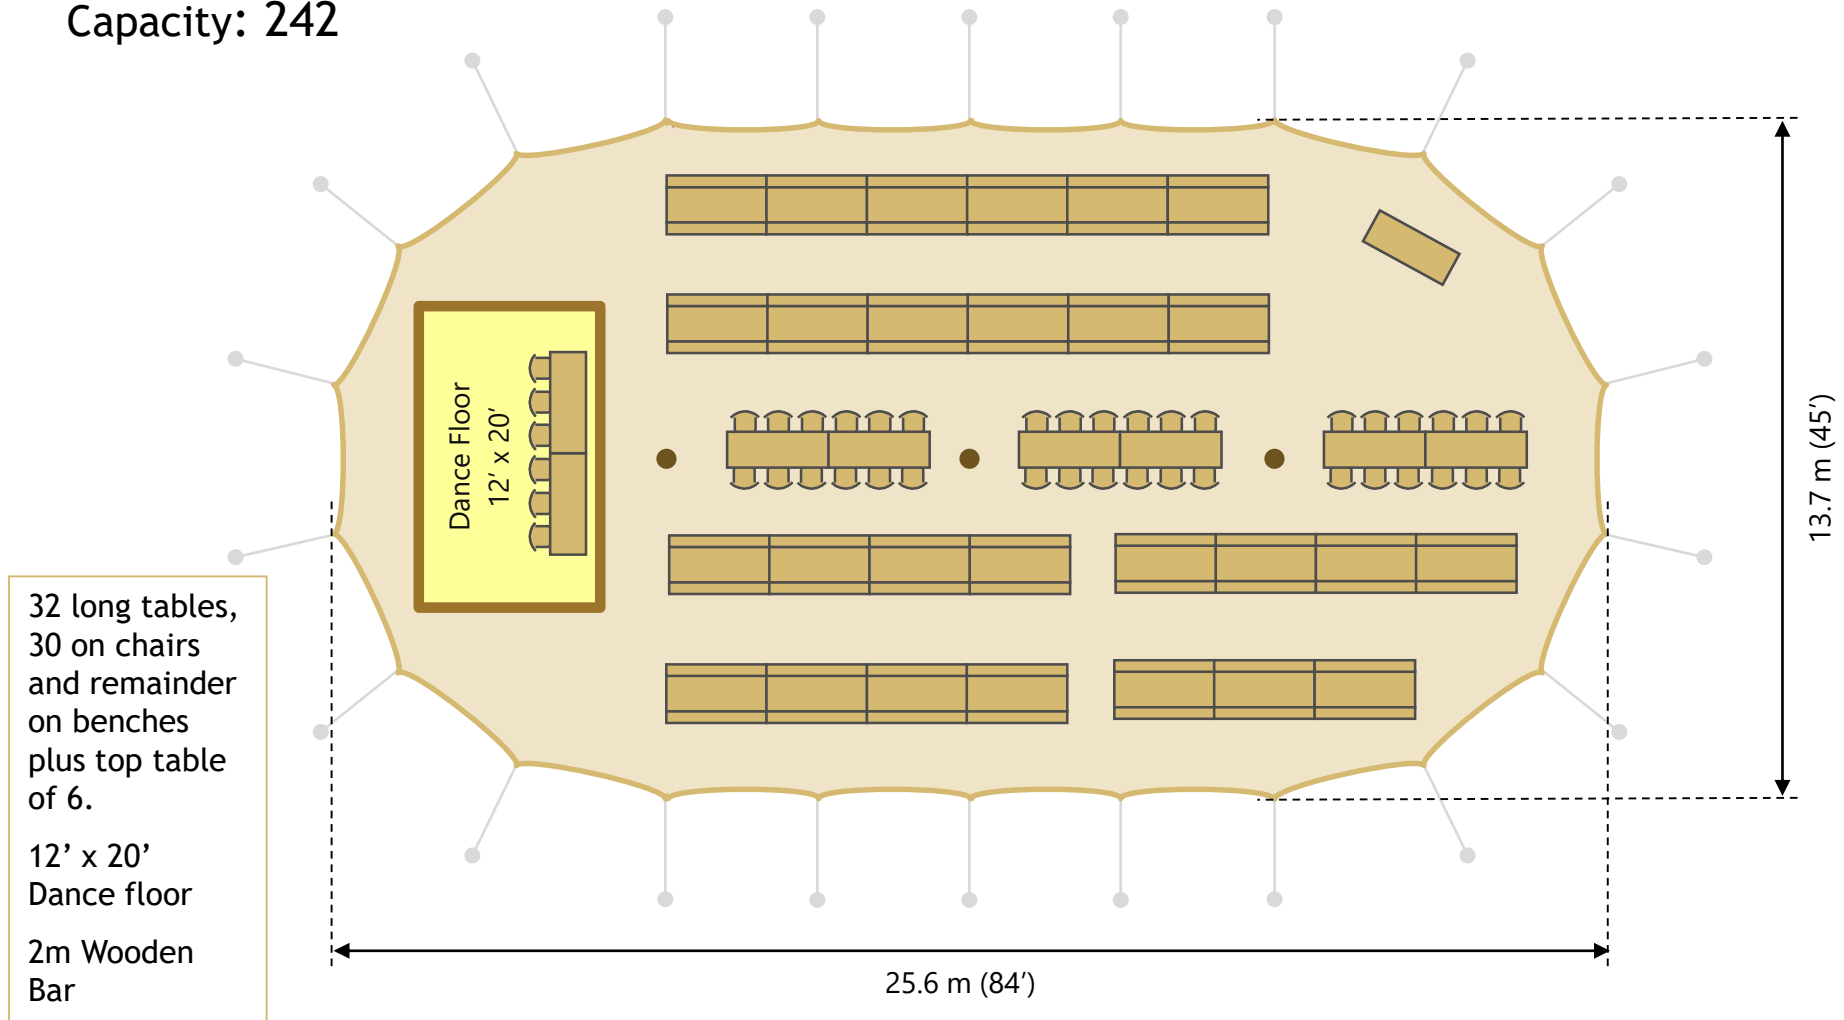 Capacity: 242
Dance Floor
12’ x 20’
13.7 m (45’)
32 long tables,
30 on chairs
and remainder
on benches
plus top table
of 6.
12’ x 20’
Dance floor
2m Wooden
Bar
25.6 m (84’)